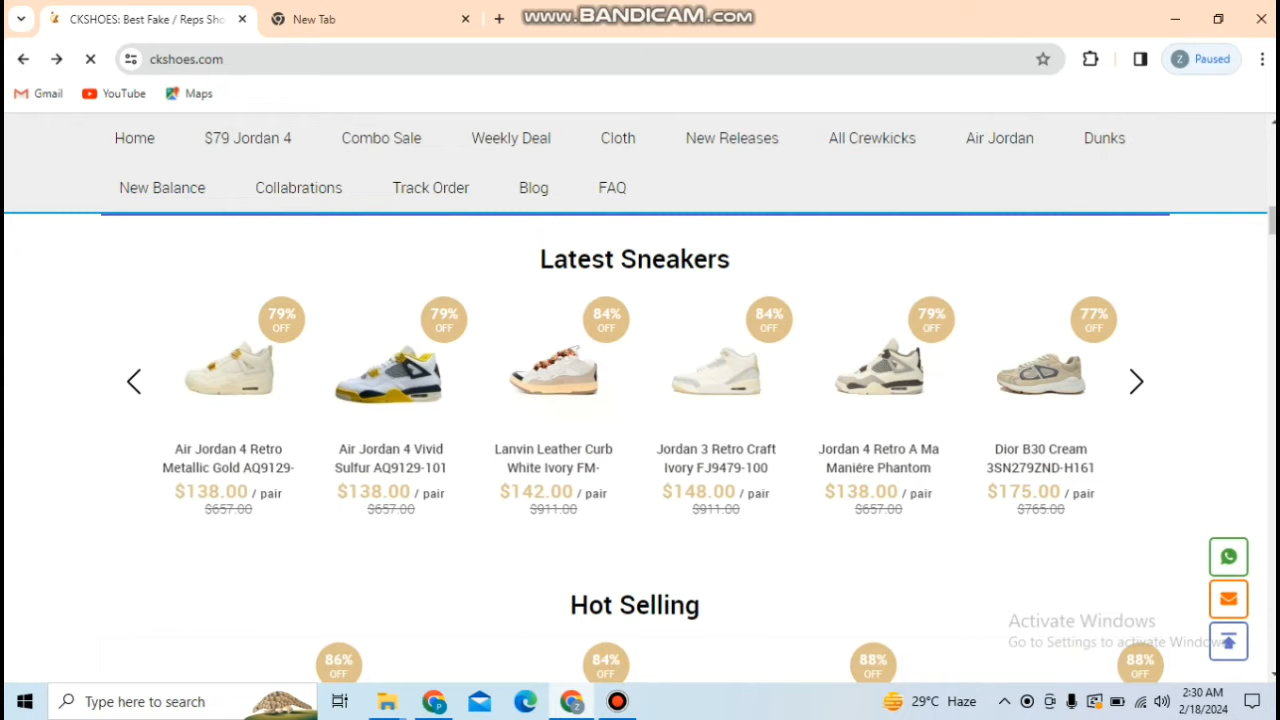 CKSHOES: Best Fake / Reps Sho
New Tab
www.BANDICAM.com
ckshoes.com
Z Paused
Gmail
YouTube
Maps
Home
$79 Jordan 4
Combo Sale
Weekly Deal
Cloth
New Releases
All Crewkicks
Air Jordan
Dunks
New Balance
Collabrations
Track Order
Blog
FAQ
Latest Sneakers
79%
OFF
79%
OFF
84%
OFF
84%
OFF
79%
OFF
77%
OFF
Air Jordan 4 Retro
Metallic Gold AQ9129-
$138.00 / pair
$657.00
Air Jordan 4 Vivid
Sulfur AQ9129-101
$138.00 / pair
$657.00
Lanvin Leather Curb
White Ivory FM-
$142.00 / pair
$911.00
Jordan 3 Retro Craft
Ivory FJ9479-100
$148.00 / pair
$911.00
Jordan 4 Retro A Ma
Maniére Phantom
$138.00 / pair
$657.00
Dior B30 Cream
3SN279ZND-H161
$175.00 / pair
$765.00
Hot Selling
86%
OFF
84%
OFF
88%
OFF
88%
OFF
Activate Windows
Go to Settings to activate Windows
Type here to search
P
Z
29°C Haze
2:30 AM
2/18/2024